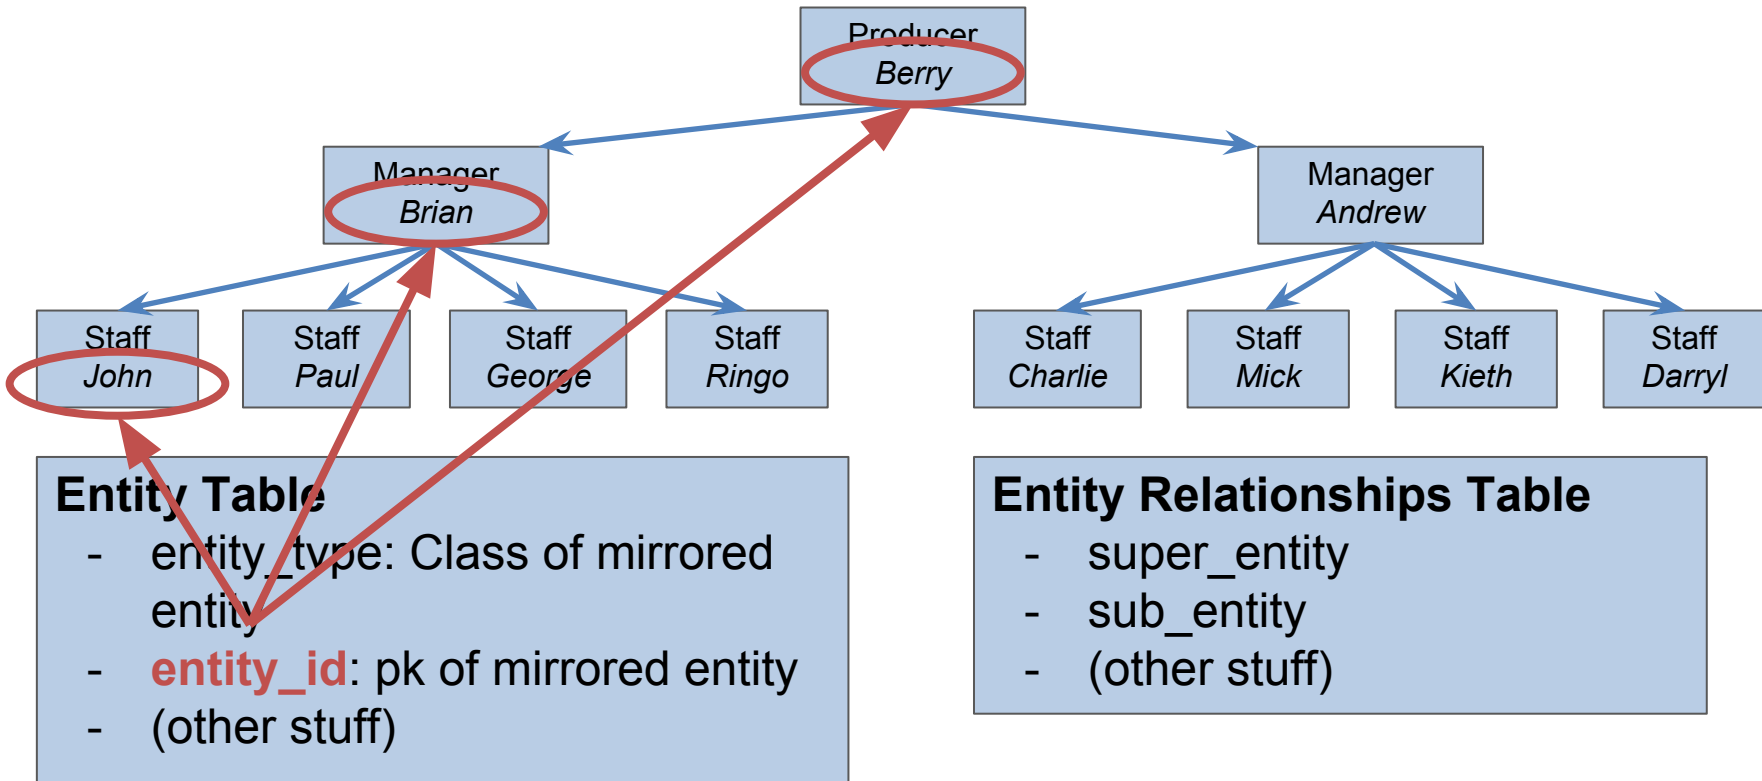 Producer
Berry
Manager
Brian
Manager
Andrew
Staff
John
Staff
Paul
Staff
George
Staff
Ringo
Staff
Charlie
Staff
Mick
Staff
Kieth
Staff
Darryl
Entity Table
- entity_type: Class of mirrored
entity
- entity_id: pk of mirrored entity
- (other stuff)
Entity Relationships Table
- super_entity
- sub_entity
- (other stuff)